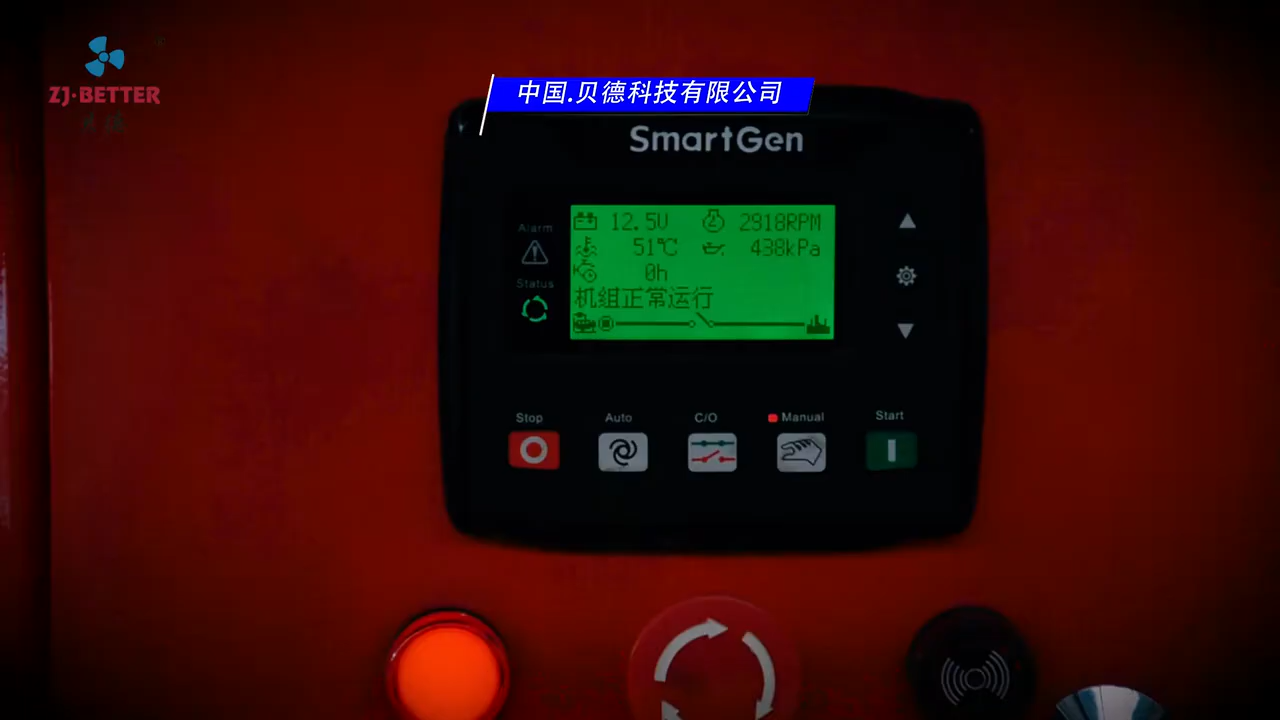 ZJ·BETTER
中国.贝德科技有限公司
SmartGen
12.5V 2918RPM
51℃ 438kPa
0h
机组正常运行
Alarm
Status
Stop Auto C/O Manual Start